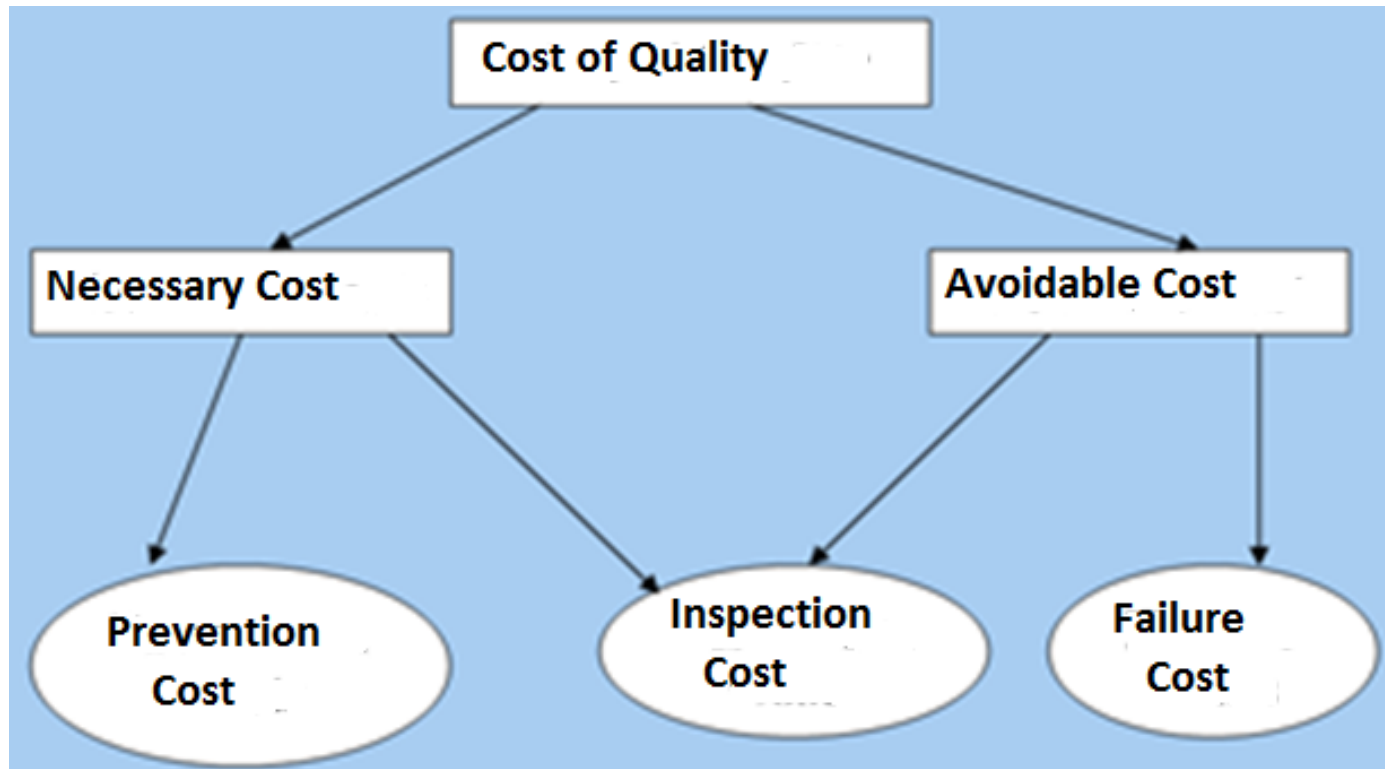 Cost of Quality
Necessary Cost
Avoidable Cost
Prevention
Cost
Inspection
Cost
Failure
Cost